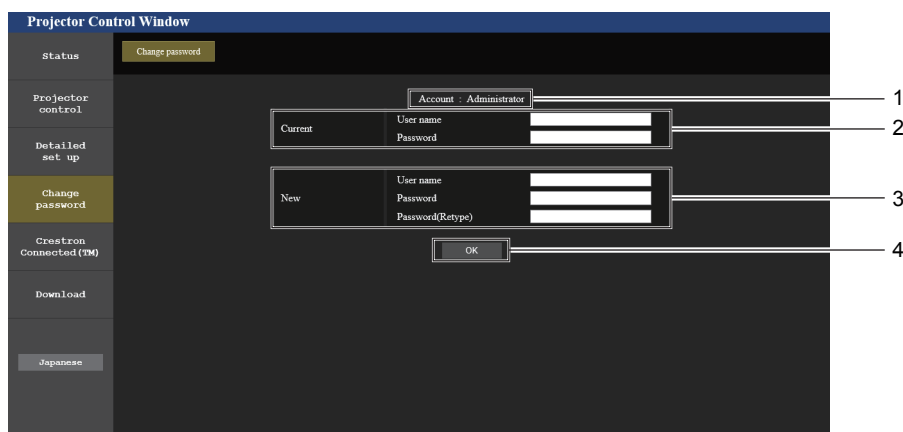 Projector Control Window
Status
Change password
Projector
control
Detailed
set up
Change
password
Crestron
Connected(TM)
Download
Japanese
Account : Administrator
Current
User name
Password
New
User name
Password
Password(Retype)
OK
1
2
3
4